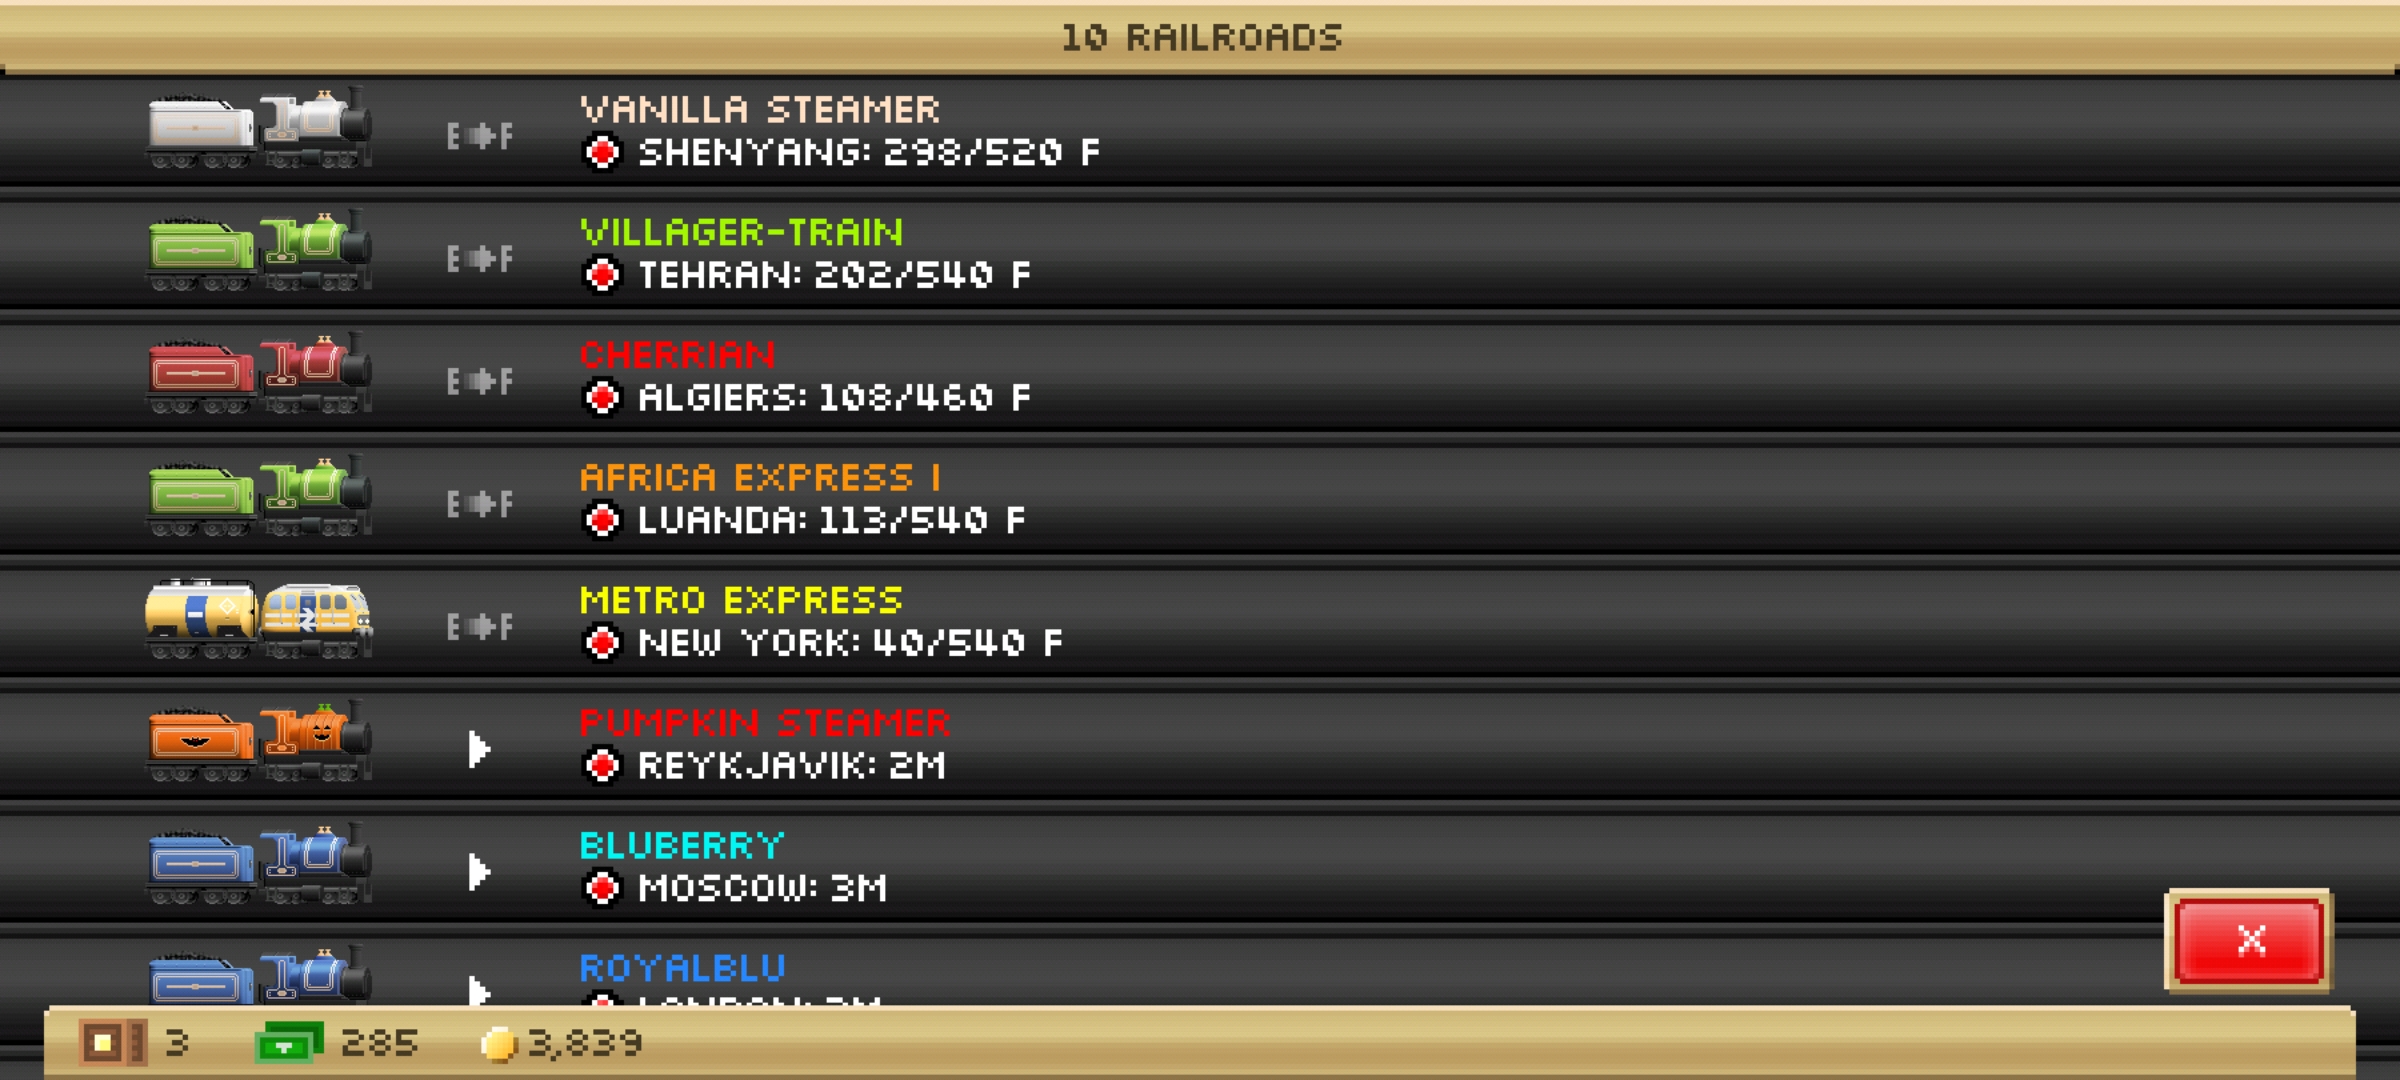 10 RAILROADS
VANILLA STEAMER
E F
SHENYANG: 298/520 F
VILLAGER-TRAIN
E F
TEHRAN: 202/540 F
CHERRIAN
E F
ALGIERS: 108/460 F
AFRICA EXPRESS I
E F
LUANDA: 113/540 F
METRO EXPRESS
E F
NEW YORK: 40/540 F
PUMPKIN STEAMER
REYKJAVIK: 2M
BLUBERRY
MOSCOW: 3M
ROYALBLU
X
3 285 3,839